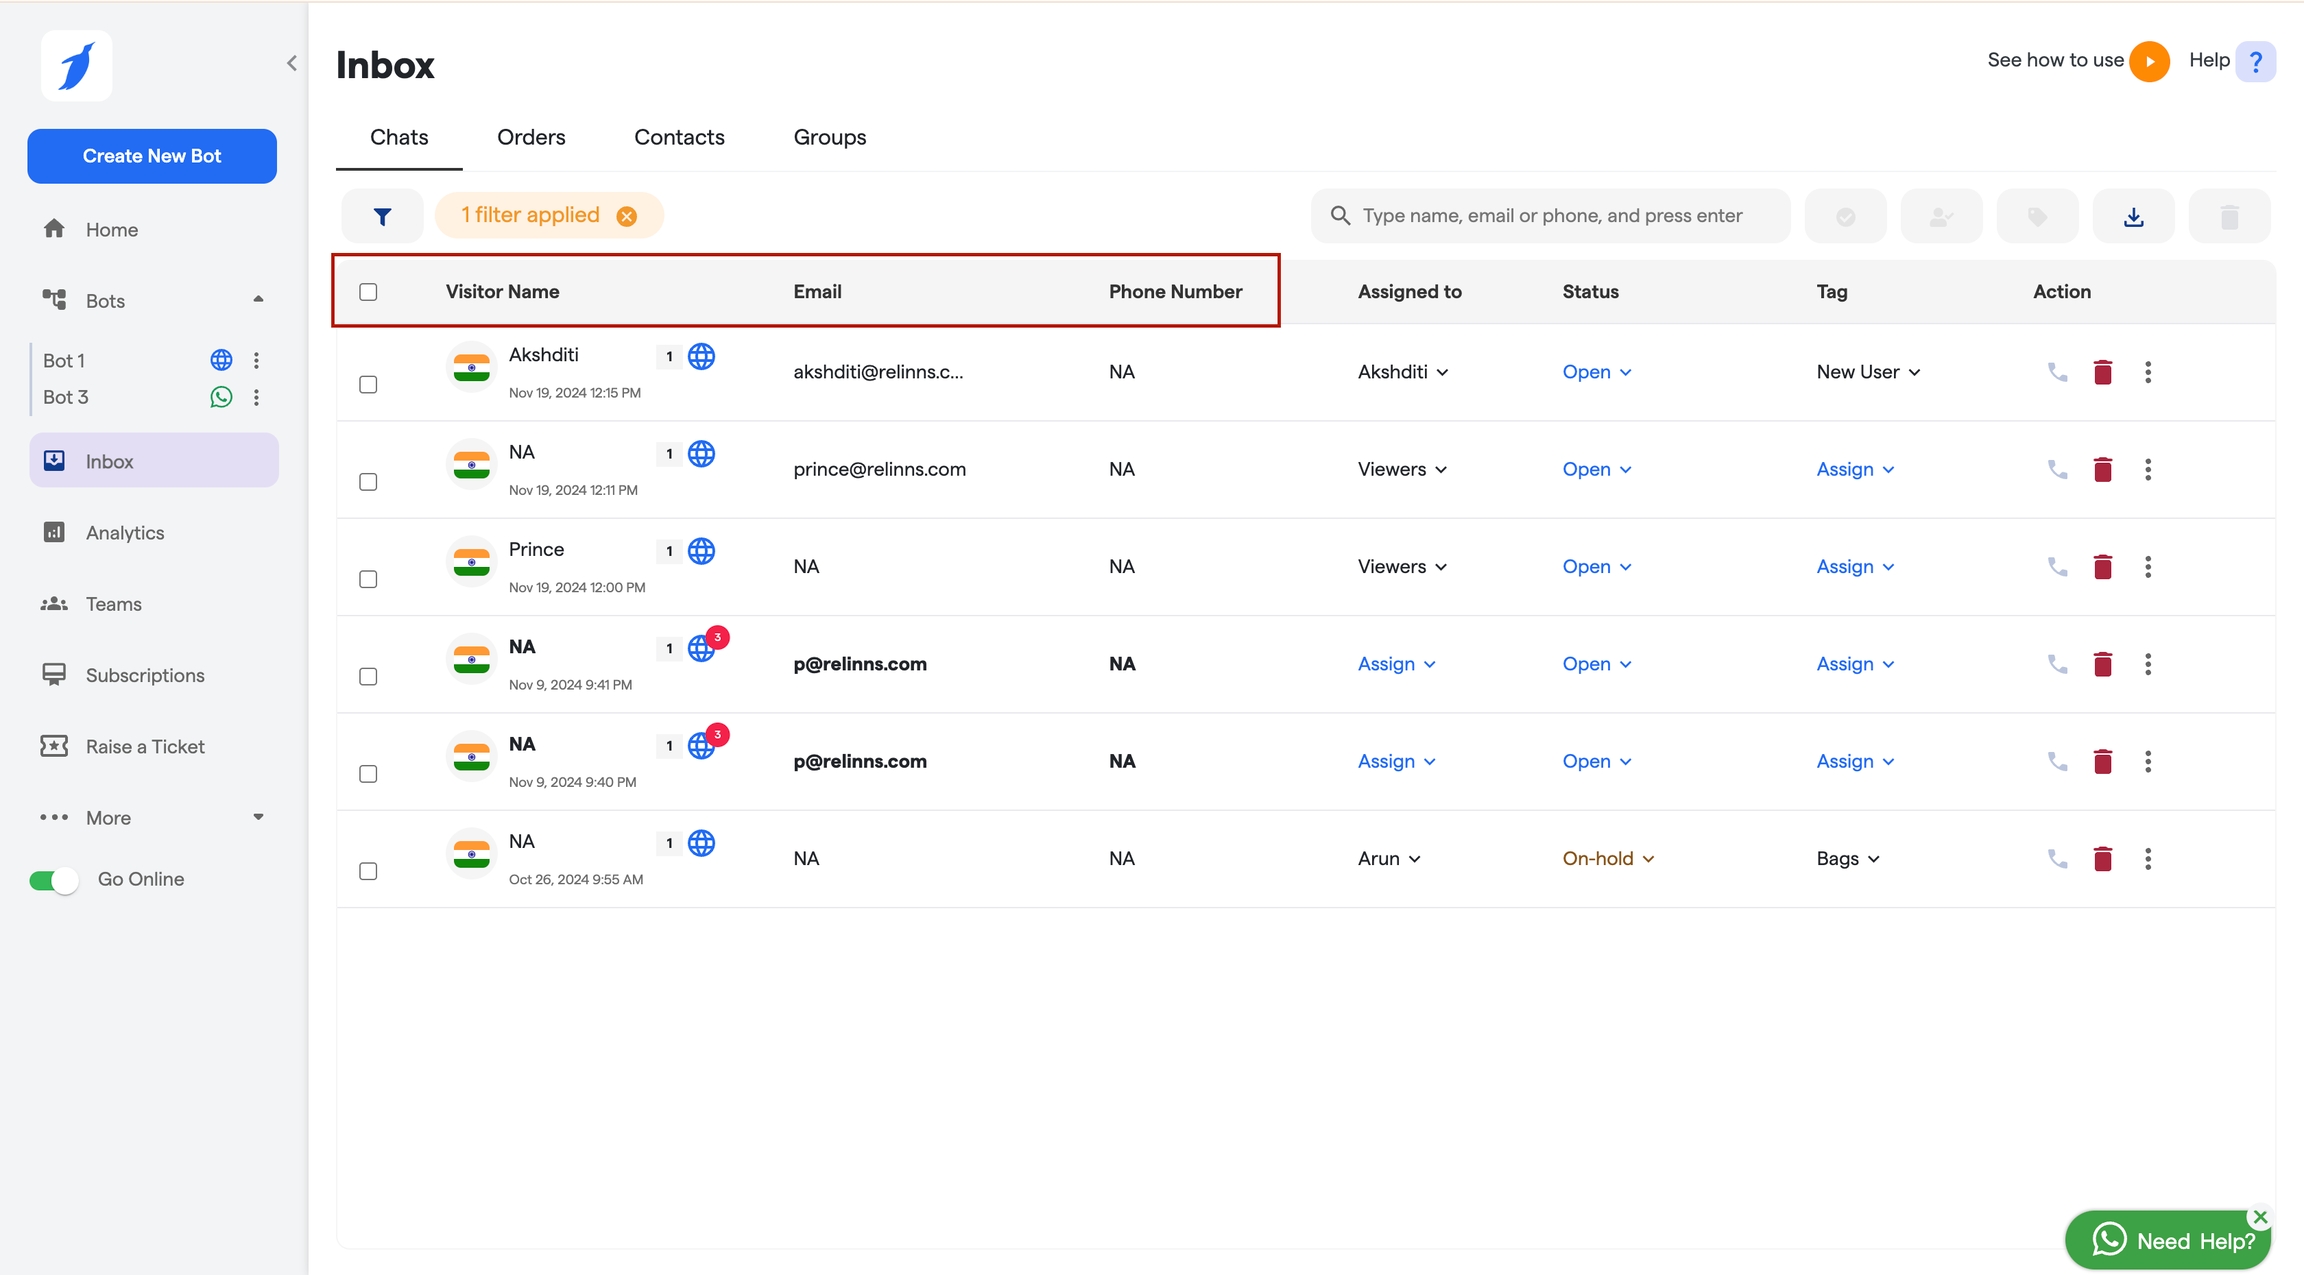 Inbox
See how to use
Help ?
Create New Bot
Home
Bots
Bot 1
Bot 3
Inbox
Analytics
Teams
Subscriptions
Raise a Ticket
More
Go Online
Chats Orders Contacts Groups
1 filter applied
Type name, email or phone, and press enter
Visitor Name Email Phone Number Assigned to Status Tag Action
Akshditi 1 akshditi@relinns.c... NA Akshditi Open New User
Nov 19, 2024 12:15 PM
NA 1 prince@relinns.com NA Viewers Open Assign
Nov 19, 2024 12:11 PM
Prince 1 NA NA Viewers Open Assign
Nov 19, 2024 12:00 PM
NA 1 3 p@relinns.com NA Assign Open Assign
Nov 9, 2024 9:41 PM
NA 1 3 p@relinns.com NA Assign Open Assign
Nov 9, 2024 9:40 PM
NA 1 NA NA Arun On-hold Bags
Oct 26, 2024 9:55 AM
Need Help?